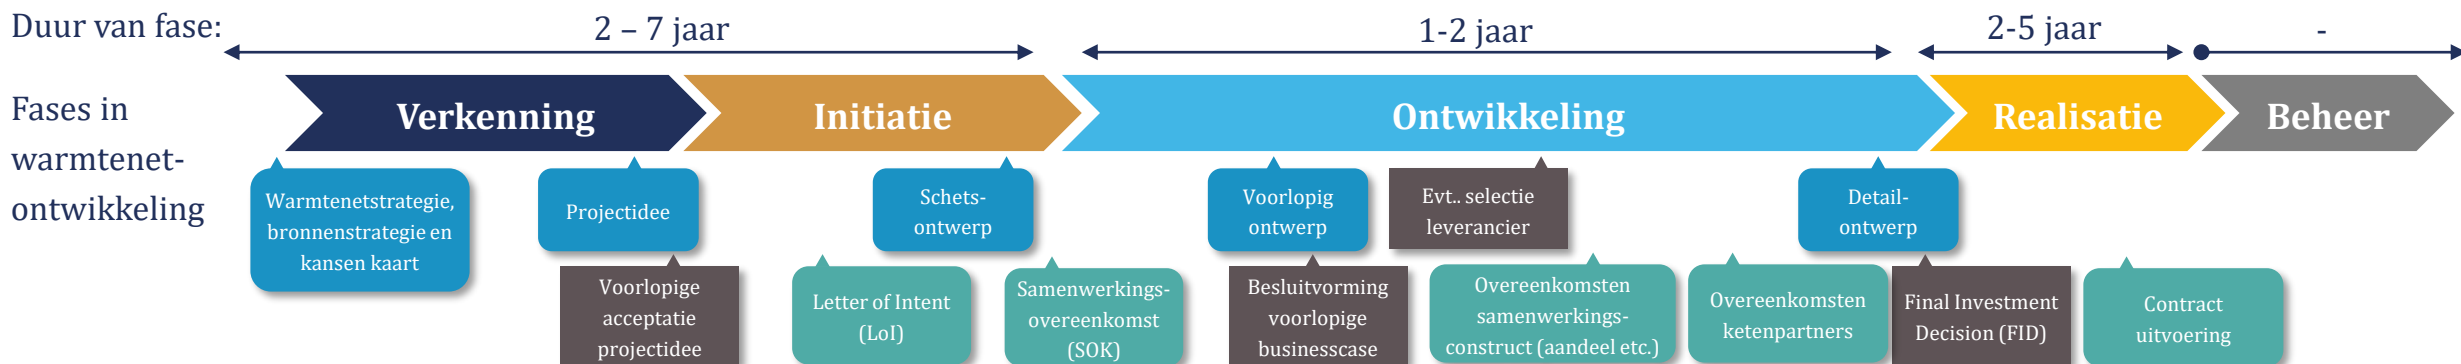 Duur van fase:
2 – 7 jaar
1-2 jaar
2-5 jaar
-
Fases in
warmtenet-
ontwikkeling
Verkenning
Initiatie
Ontwikkeling
Realisatie
Beheer
Warmtenetstrategie,
bronnenstrategie en
kansen kaart
Projectidee
Schets-
ontwerp
Voorlopig
ontwerp
Evt.. selectie
leverancier
Detail-
ontwerp
Voorlopige
acceptatie
projectidee
Letter of Intent
(LoI)
Samenwerkings-
overeenkomst
(SOK)
Besluitvorming
voorlopige
businesscase
Overeenkomsten
samenwerkings-
construct (aandeel etc.)
Overeenkomsten
ketenpartners
Final Investment
Decision (FID)
Contract
uitvoering